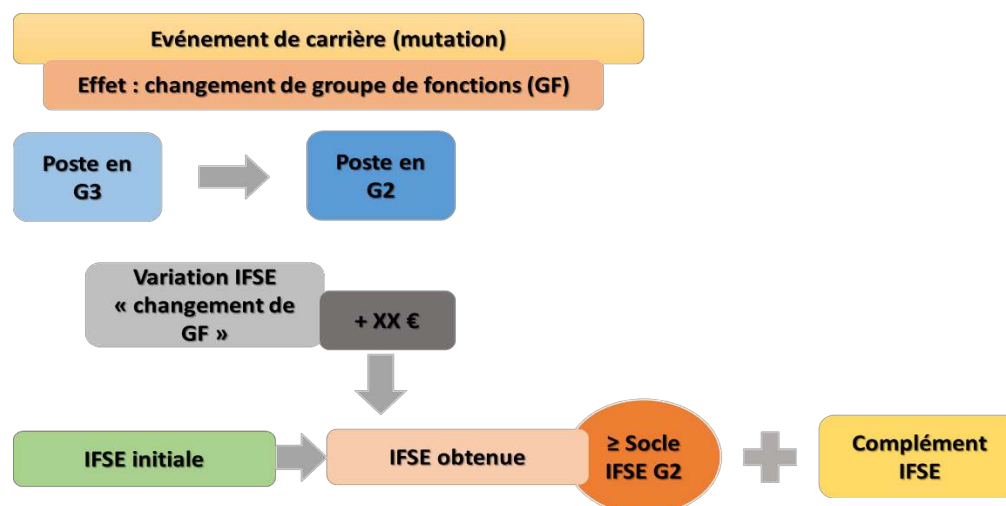 Evénement de carrière (mutation)
Effet : changement de groupe de fonctions (GF)
Poste en
G3
Poste en
G2
Variation IFSE
« changement de
GF »
+ XX €
IFSE initiale
IFSE obtenue
≥ Socle
IFSE G2
Complément
IFSE